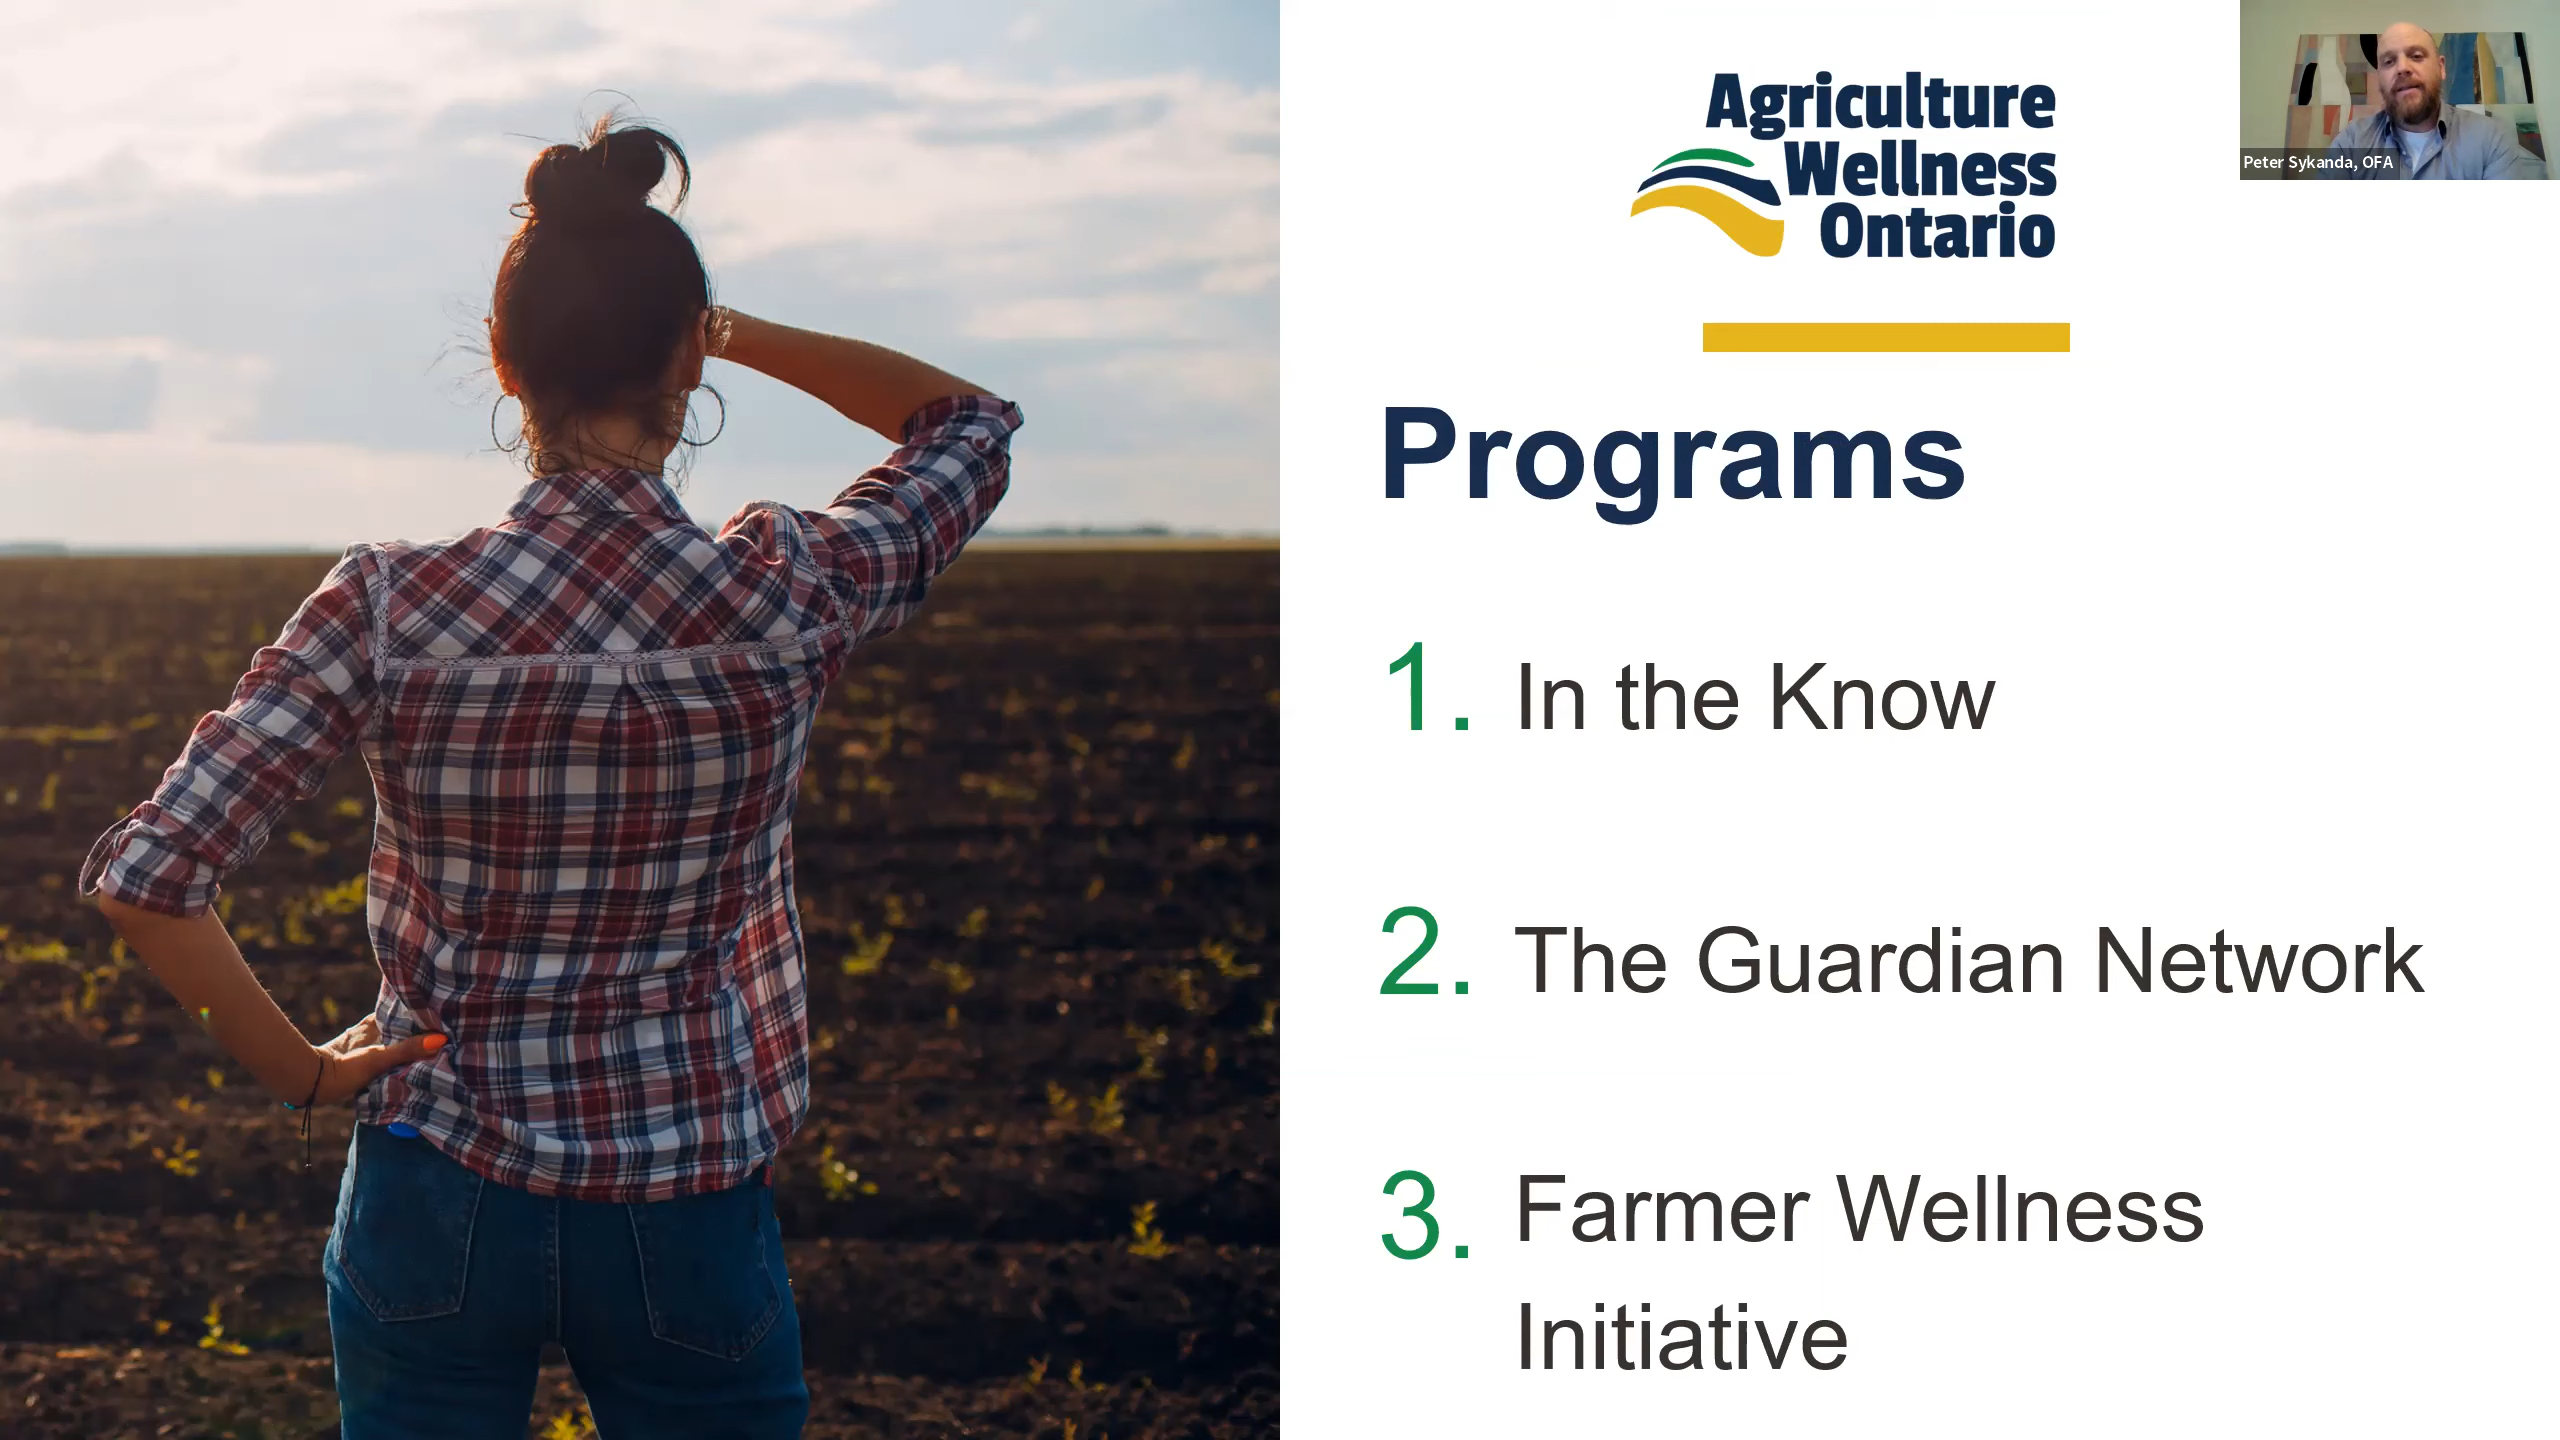 Agriculture
Wellness
Ontario
Peter Sykanda, OFA
Programs
1. In the Know
2. The Guardian Network
3. Farmer Wellness
Initiative